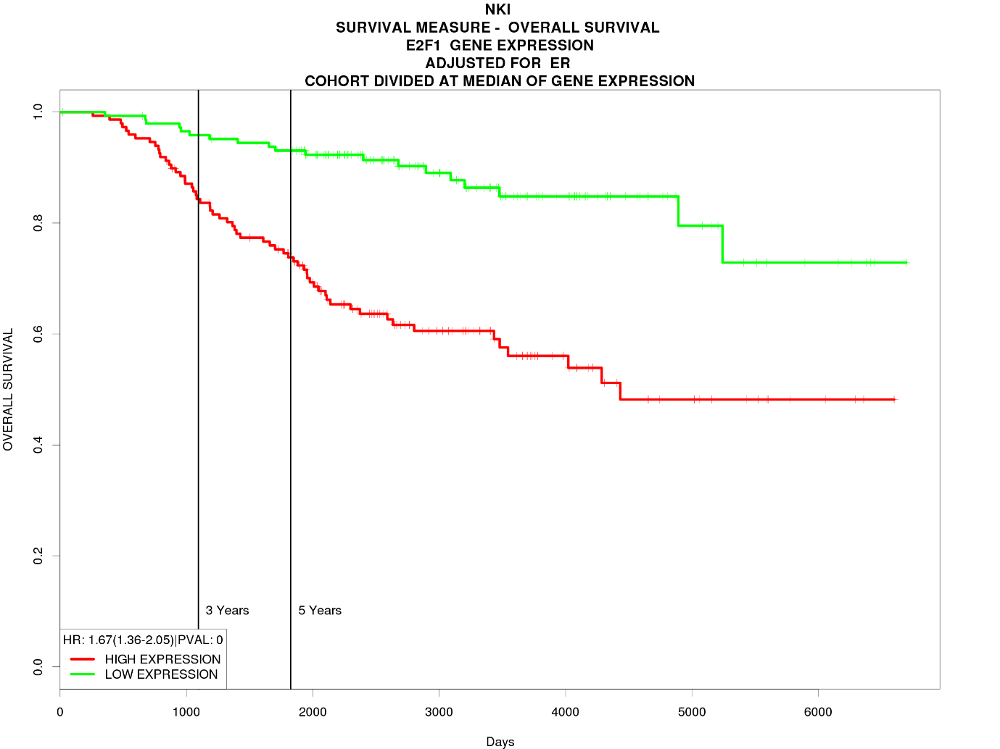 NKI
SURVIVAL MEASURE - OVERALL SURVIVAL
E2F1 GENE EXPRESSION
ADJUSTED FOR ER
COHORT DIVIDED AT MEDIAN OF GENE EXPRESSION
OVERALL SURVIVAL
1.0
0.8
0.6
0.4
0.2
0.0
3 Years
5 Years
HR: 1.67(1.36-2.05)|PVAL: 0
HIGH EXPRESSION
LOW EXPRESSION
0 1000 2000 3000 4000 5000 6000
Days